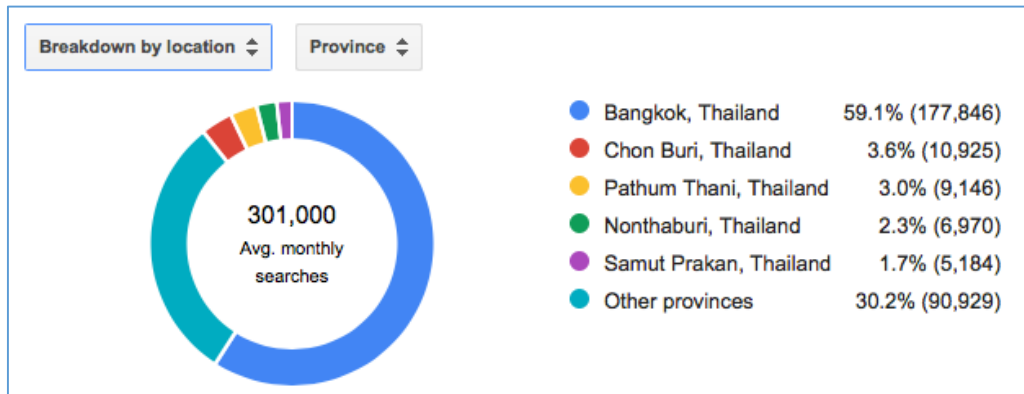 Breakdown by location
Province
301,000
Avg. monthly
searches
Bangkok, Thailand 59.1% (177,846)
Chon Buri, Thailand 3.6% (10,925)
Pathum Thani, Thailand 3.0% (9,146)
Nonthaburi, Thailand 2.3% (6,970)
Samut Prakan, Thailand 1.7% (5,184)
Other provinces 30.2% (90,929)